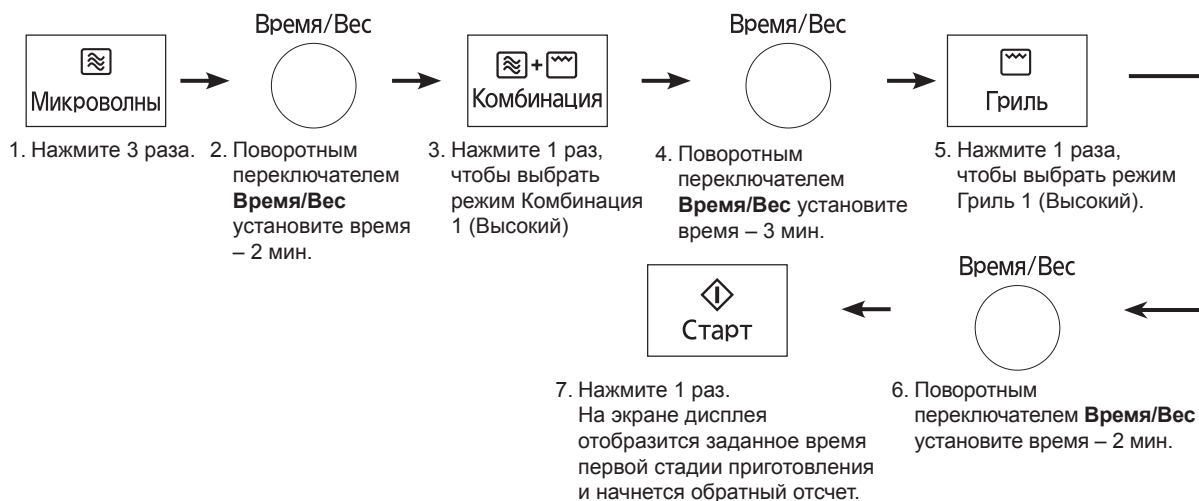 Время/Вес
Микроволны
1. Нажмите 3 раза.
2. Поворотным
переключателем
Время/Вес
установите время
– 2 мин.
Комбинация
3. Нажмите 1 раз,
чтобы выбрать
режим Комбинация
1 (Высокий)
Время/Вес
4. Поворотным
переключателем
Время/Вес установите
время – 3 мин.
Гриль
5. Нажмите 1 раза,
чтобы выбрать режим
Гриль 1 (Высокий).
Время/Вес
6. Поворотным
переключателем Время/Вес
установите время – 2 мин.
Старт
7. Нажмите 1 раз.
На экране дисплея
отобразится заданное время
первой стадии приготовления
и начнется обратный отсчет.